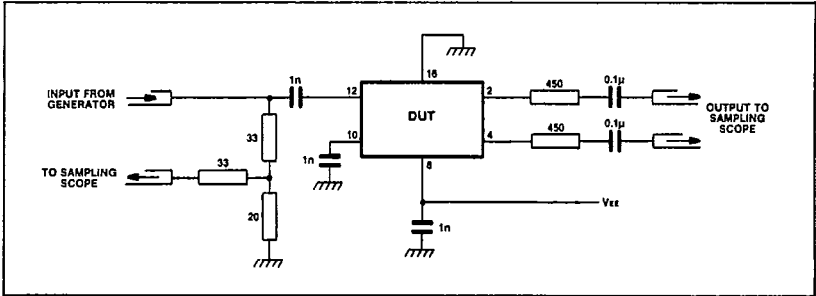 INPUT FROM
GENERATOR
1n
12
16
2
450
0.1µ
DUT
OUTPUT TO
SAMPLING
SCOPE
33
10
4
450
0.1µ
1n
8
TO SAMPLING
SCOPE
33
20
VEE
1n